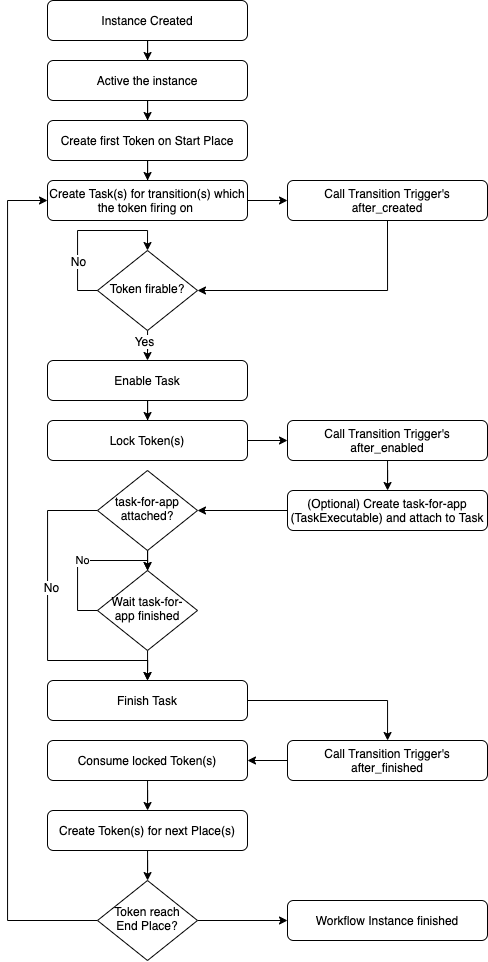 Instance Created
Active the instance
Create first Token on Start Place
Create Task(s) for transition(s) which
the token firing on
Call Transition Trigger's
after_created
No
Token firable?
Yes
Enable Task
Lock Token(s)
Call Transition Trigger's
after_enabled
task-for-app
attached?
(Optional) Create task-for-app
(TaskExecutable) and attach to Task
No
No
Wait task-for-
app finished
Finish Task
Call Transition Trigger's
after_finished
Consume locked Token(s)
Create Token(s) for next Place(s)
Token reach
End Place?
Workflow Instance finished